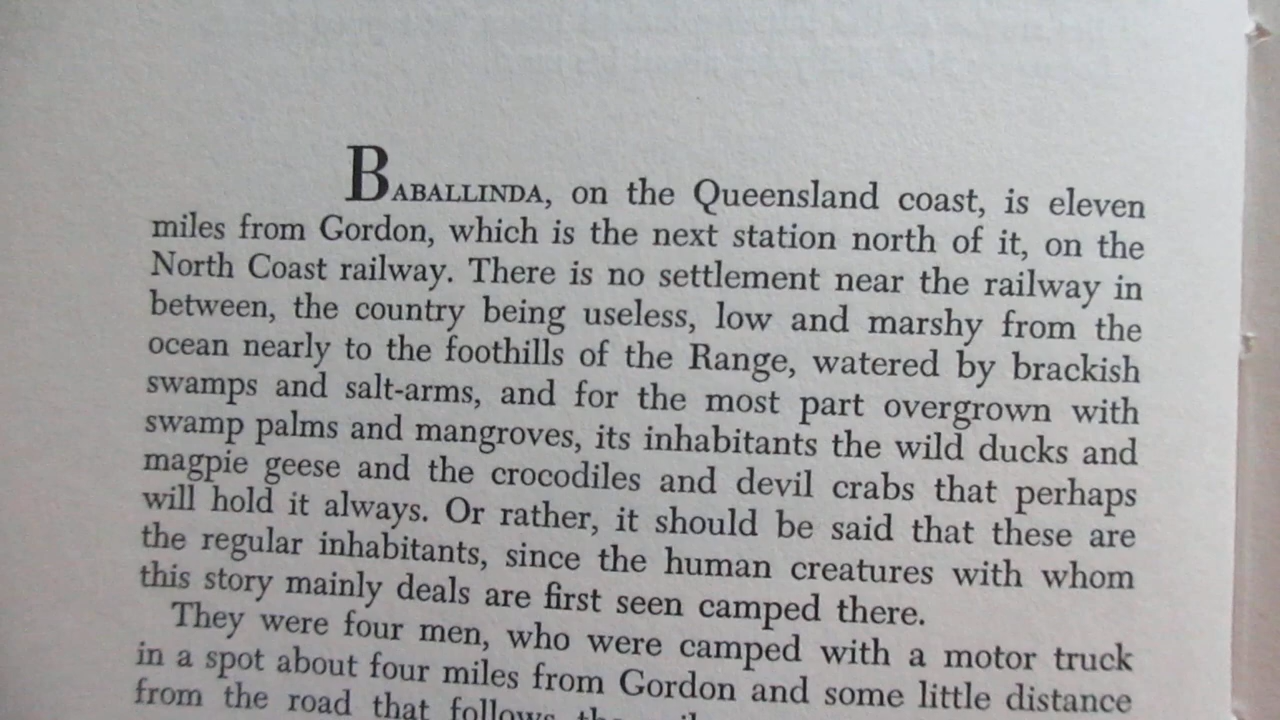 BABALLINDA, on the Queensland coast, is eleven
miles from Gordon, which is the next station north of it, on the
North Coast railway. There is no settlement near the railway in
between, the country being useless, low and marshy from the
ocean nearly to the foothills of the Range, watered by brackish
swamps and salt-arms, and for the most part overgrown with
swamp palms and mangroves, its inhabitants the wild ducks and
magpie geese and the crocodiles and devil crabs that perhaps
will hold it always. Or rather, it should be said that these are
the regular inhabitants, since the human creatures with whom
this story mainly deals are first seen camped there.
They were four men, who were camped with a motor truck
in a spot about four miles from Gordon and some little distance
from the road that follows the